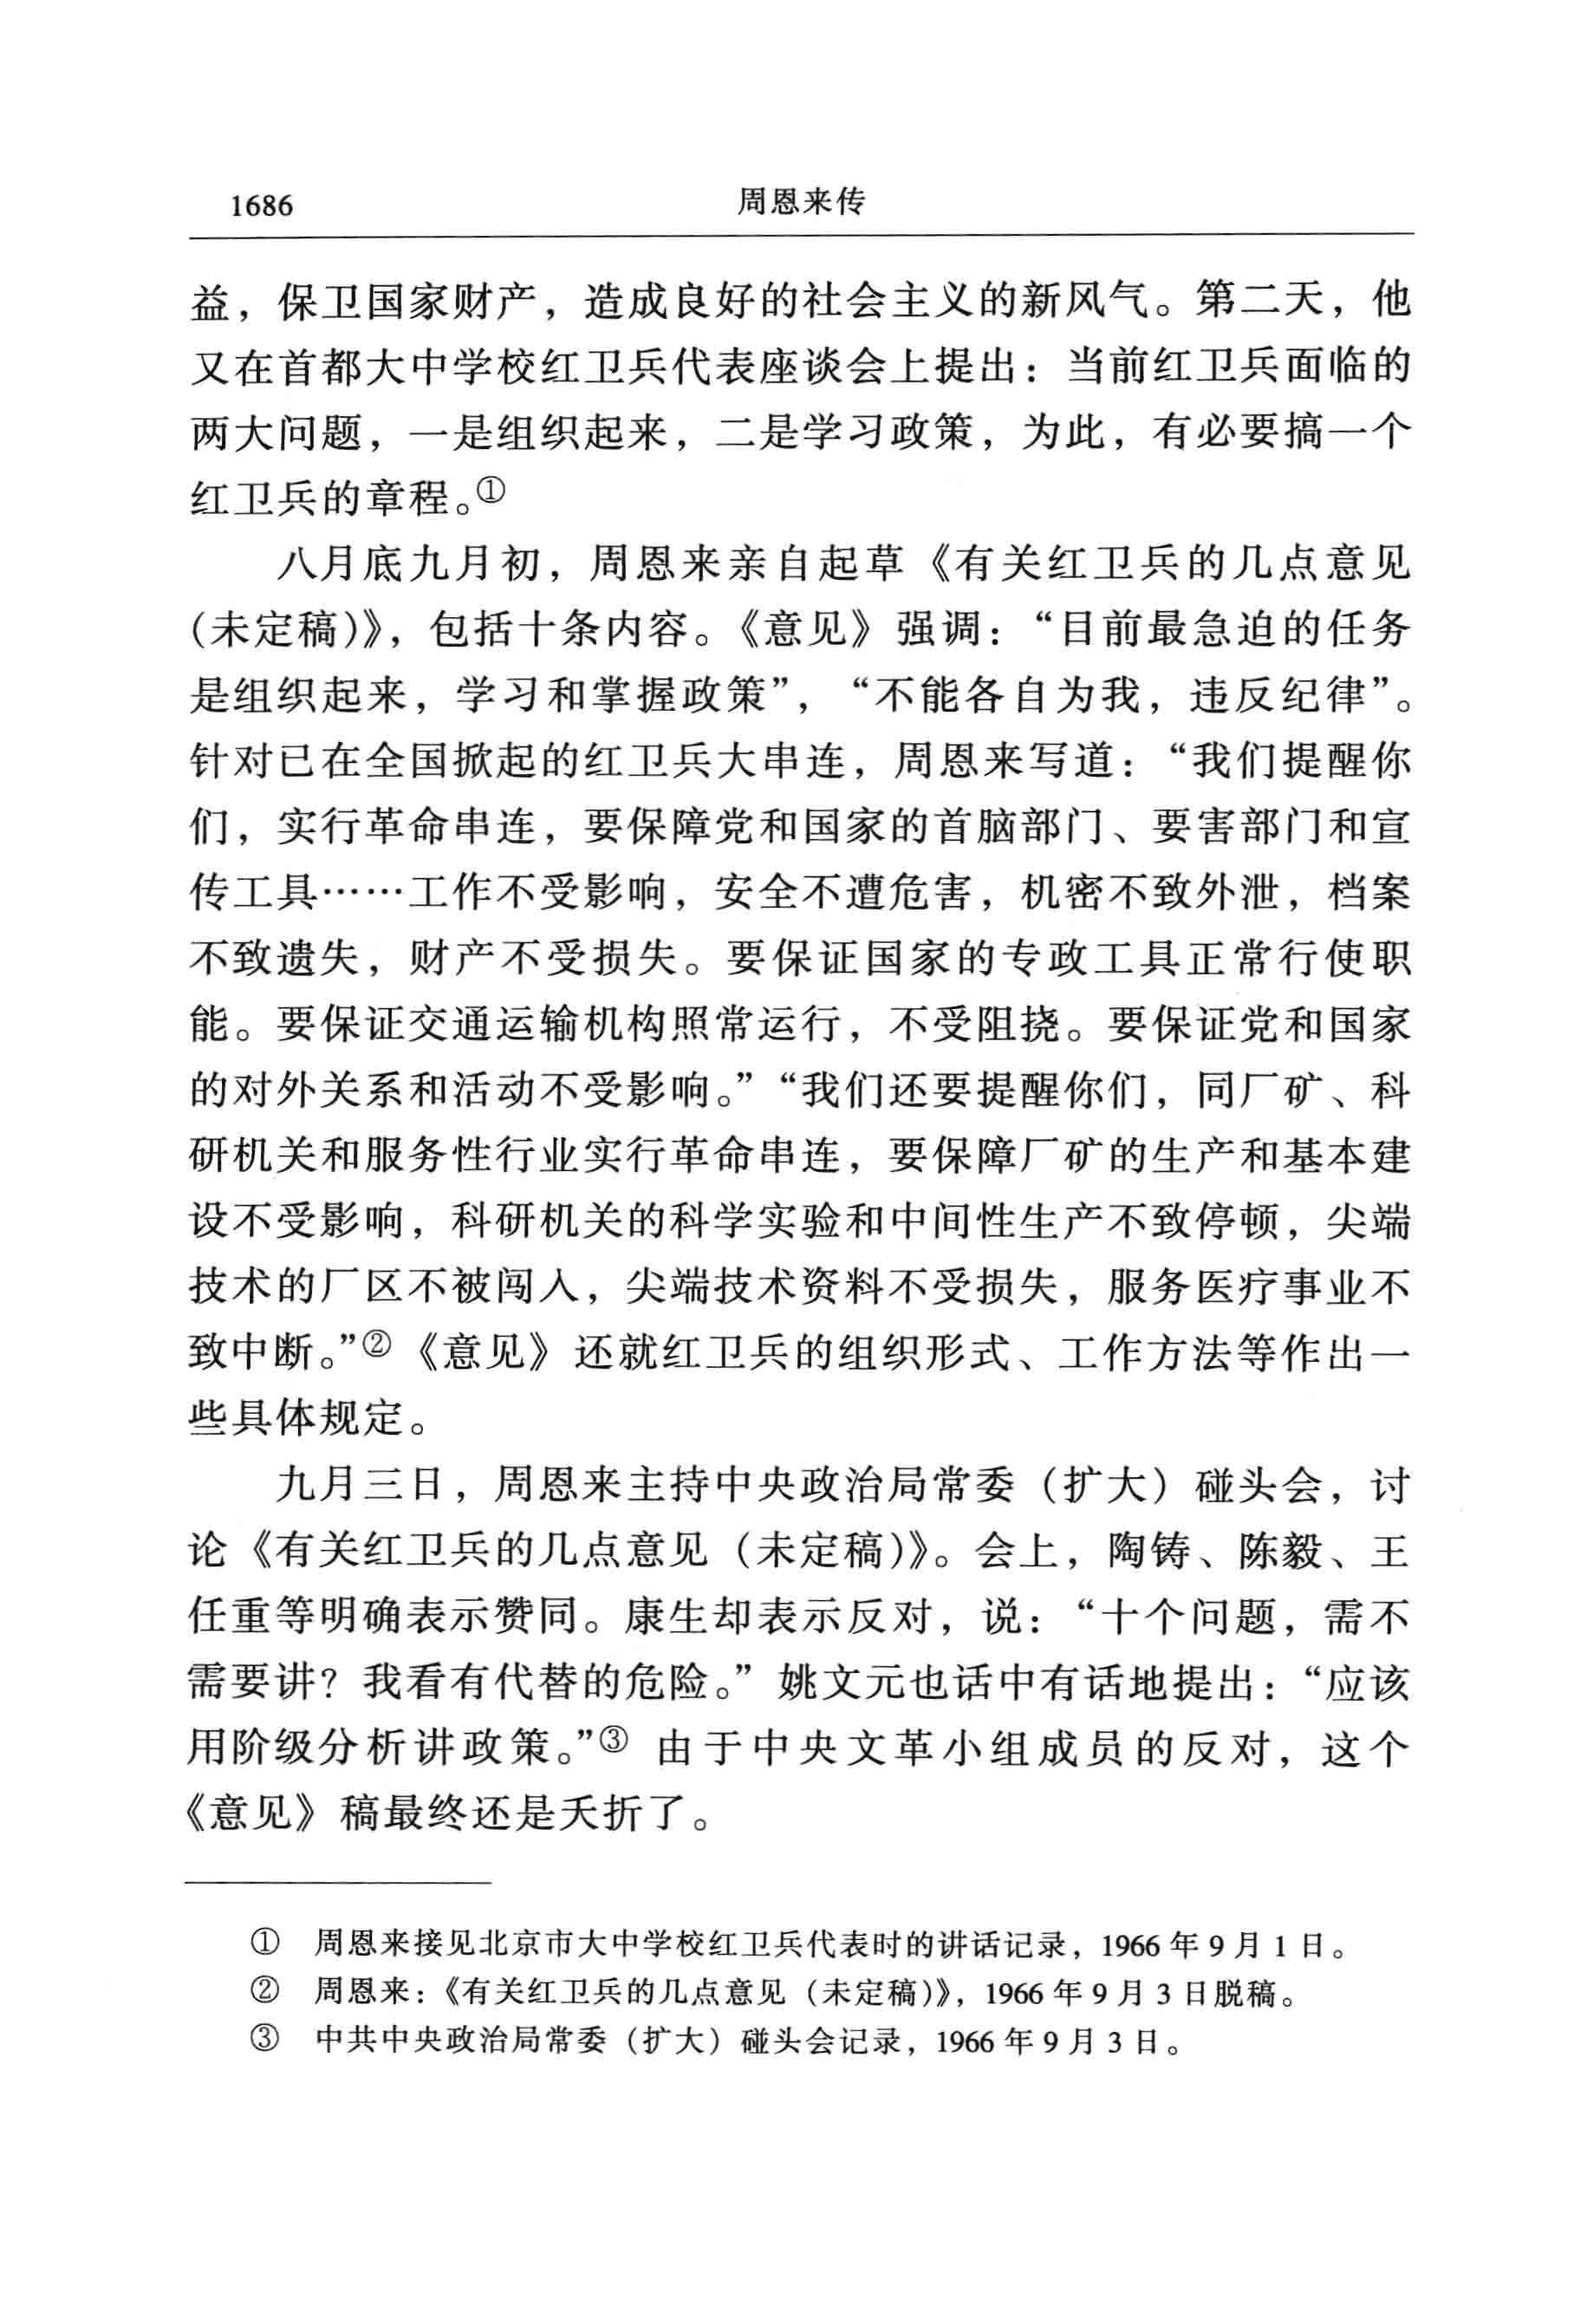 1686 周恩来传
益，保卫国家财产，造成良好的社会主义的新风气。第二天，他
又在首都大中学校红卫兵代表座谈会上提出：当前红卫兵面临的
两大问题，一是组织起来，二是学习政策，为此，有必要搞一个
红卫兵的章程。①
八月底九月初，周恩来亲自起草《有关红卫兵的几点意见
(未定稿)》，包括十条内容。《意见》强调：“目前最急迫的任务
是组织起来，学习和掌握政策”，“不能各自为我，违反纪律”。
针对已在全国掀起的红卫兵大串连，周恩来写道：“我们提醒你
们，实行革命串连，要保障党和国家的首脑部门、要害部门和宣
传工具……工作不受影响，安全不遭危害，机密不致外泄，档案
不致遗失，财产不受损失。要保证国家的专政工具正常行使职
能。要保证交通运输机构照常运行，不受阻挠。要保证党和国家
的对外关系和活动不受影响。”“我们还要提醒你们，同厂矿、科
研机关和服务性行业实行革命串连，要保障厂矿的生产和基本建
设不受影响，科研机关的科学实验和中间性生产不致停顿，尖端
技术的厂区不被闯入，尖端技术资料不受损失，服务医疗事业不
致中断。”②《意见》还就红卫兵的组织形式、工作方法等作出一
些具体规定。
九月三日，周恩来主持中央政治局常委（扩大）碰头会，讨
论《有关红卫兵的几点意见（未定稿)》。会上，陶铸、陈毅、王
任重等明确表示赞同。康生却表示反对，说：“十个问题，需不
需要讲？我看有代替的危险。”姚文元也话中有话地提出：“应该
用阶级分析讲政策。”③ 由于中央文革小组成员的反对，这个
《意见》稿最终还是夭折了。
① 周恩来接见北京市大中学校红卫兵代表时的讲话记录，1966年9月1日。
② 周恩来：《有关红卫兵的几点意见（未定稿)》，1966年9月3日脱稿。
③ 中共中央政治局常委（扩大）碰头会记录，1966年9月3日。